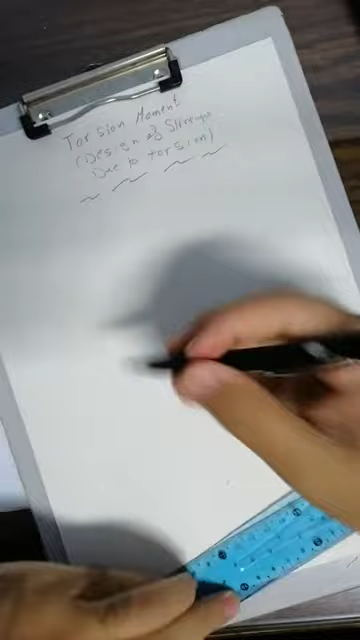 Torsion Moment
(Design of Stirrups
Due to torsion)